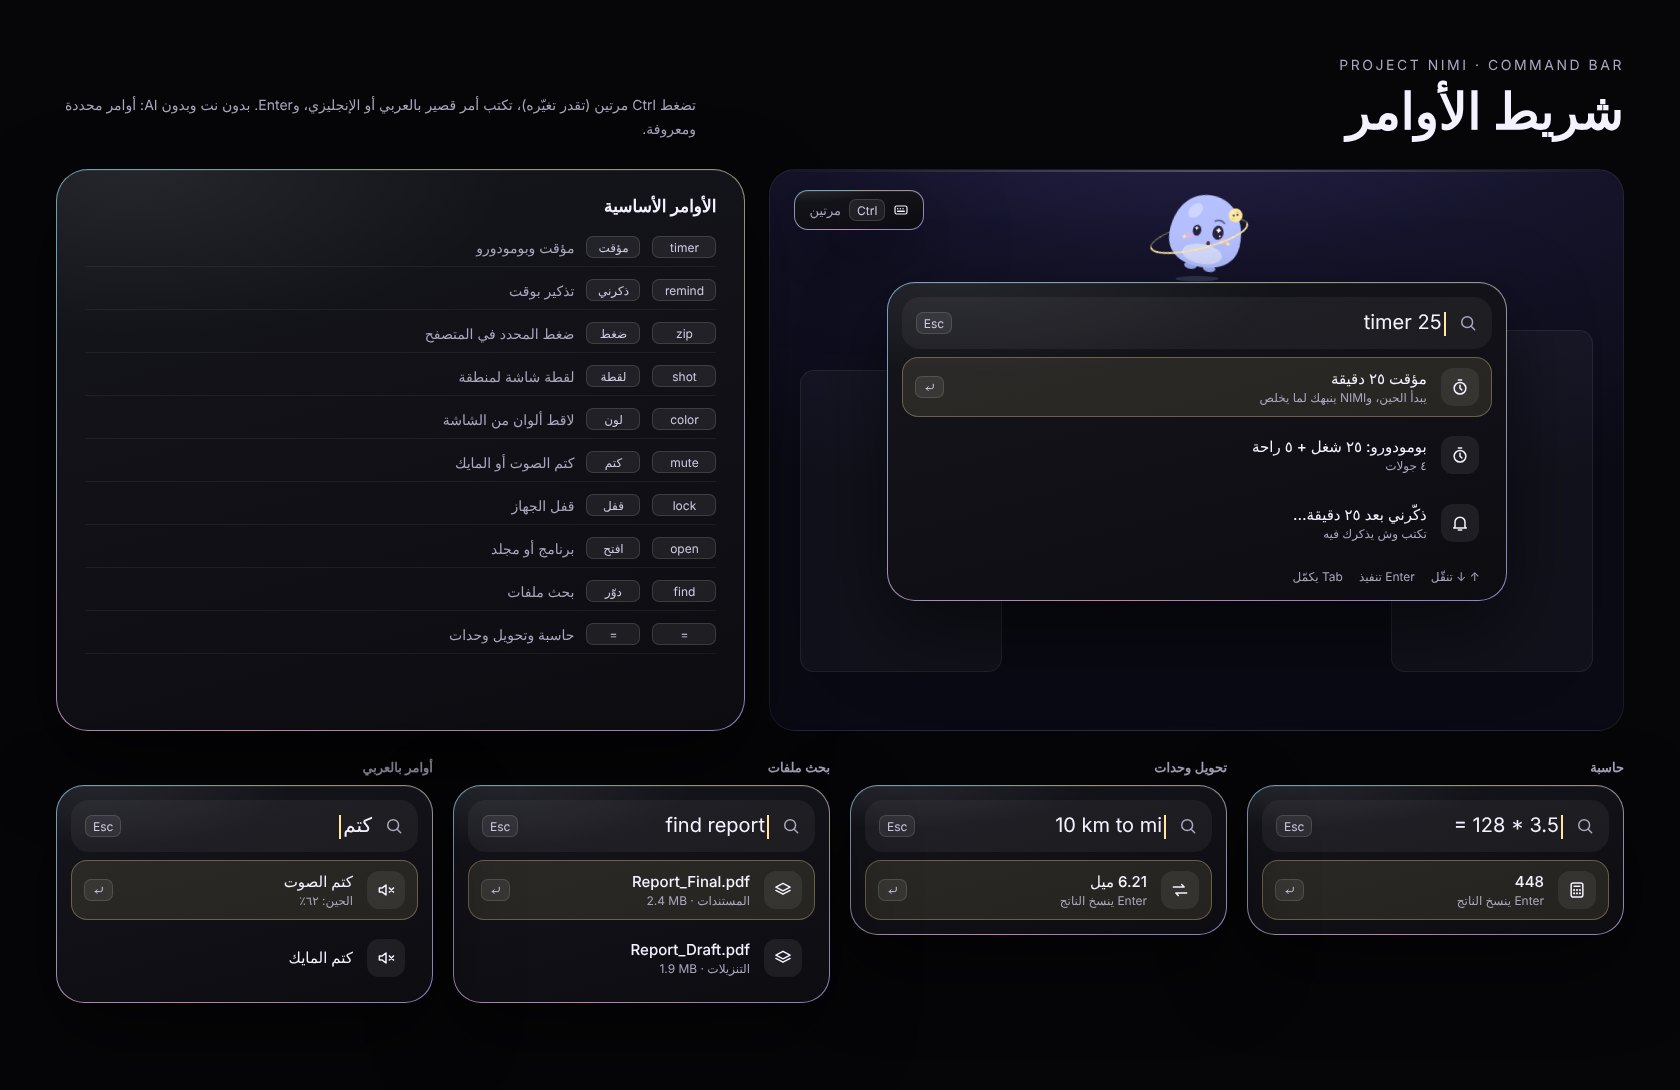 PROJECT NIMI · COMMAND BAR
شريط الأوامر
تضغط Ctrl مرتين (تقدر تغيّره)، تكتب أمر قصير بالعربي أو الإنجليزي، وEnter. بدون نت وبدون AI: أوامر محددة
ومعروفة.
Ctrl مرتين
timer 25
Esc
مؤقت ٢٥ دقيقة
يبدأ الحين، وNIMI ينبهك لما يخلص
بومودورو: ٢٥ شغل + ٥ راحة
٤ جولات
ذكّرني بعد ٢٥ دقيقة...
تكتب وش يذكرك فيه
↑ ↓ تنقّل Enter تنفيذ Tab يكمّل
الأوامر الأساسية
timer مؤقت مؤقت وبومودورو
remind ذكرني تذكير بوقت
zip ضغط ضغط المحدد في المتصفح
shot لقطة لقطة شاشة لمنطقة
color لون لاقط ألوان من الشاشة
mute كتم كتم الصوت أو المايك
lock قفل قفل الجهاز
open افتح برنامج أو مجلد
find دوّر بحث ملفات
= = حاسبة وتحويل وحدات
حاسبة
= 128 * 3.5
Esc
448
Enter ينسخ الناتج
تحويل وحدات
10 km to mi
Esc
6.21 ميل
Enter ينسخ الناتج
بحث ملفات
find report
Esc
Report_Final.pdf
المستندات · 2.4 MB
Report_Draft.pdf
التنزيلات · 1.9 MB
أوامر بالعربي
كتم
Esc
كتم الصوت
الحين: ٦٢٪
كتم المايك